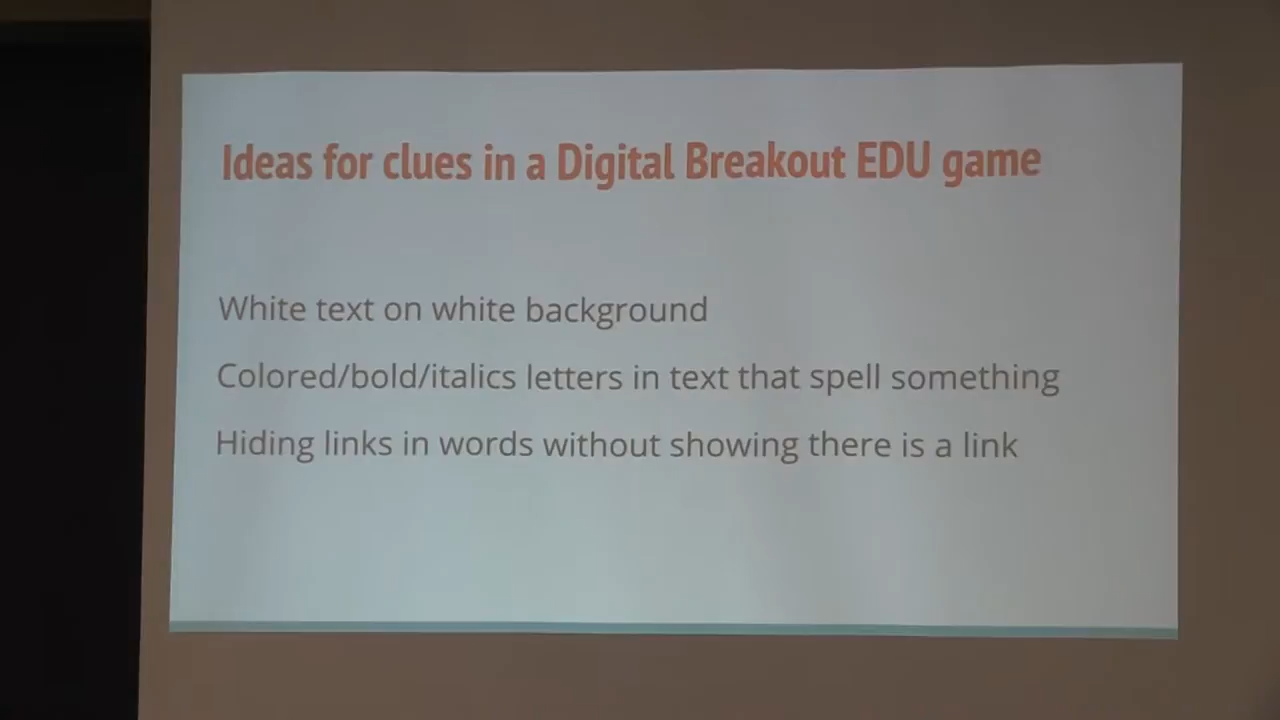 Ideas for clues in a Digital Breakout EDU game
White text on white background
Colored/bold/italics letters in text that spell something
Hiding links in words without showing there is a link